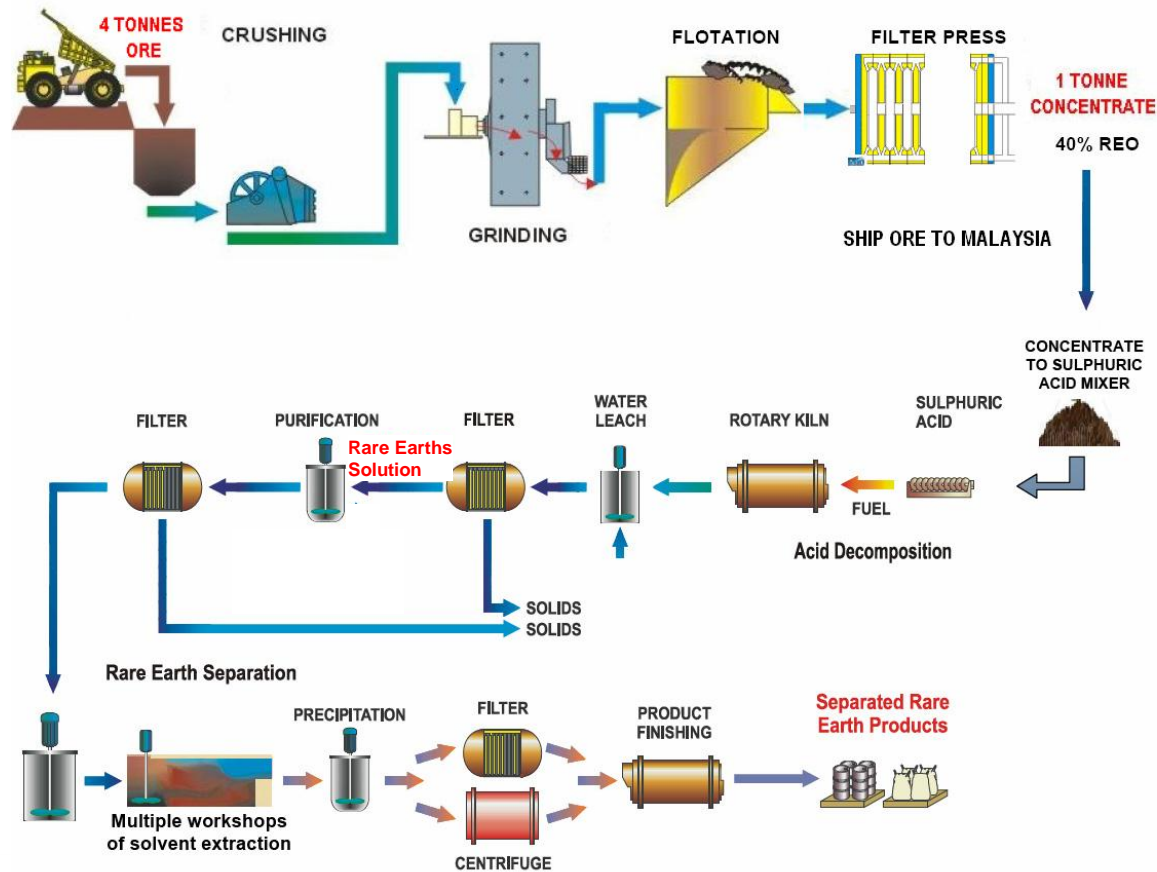 4 TONNES
ORE
CRUSHING
GRINDING
FLOTATION
FILTER PRESS
1 TONNE
CONCENTRATE
40% REO
SHIP ORE TO MALAYSIA
CONCENTRATE
TO SULPHURIC
ACID MIXER
SULPHURIC
ACID
FUEL
ROTARY KILN
Acid Decomposition
WATER
LEACH
FILTER
Rare Earths
Solution
PURIFICATION
FILTER
SOLIDS
SOLIDS
Rare Earth Separation
Multiple workshops
of solvent extraction
PRECIPITATION
FILTER
CENTRIFUGE
PRODUCT
FINISHING
Separated Rare
Earth Products